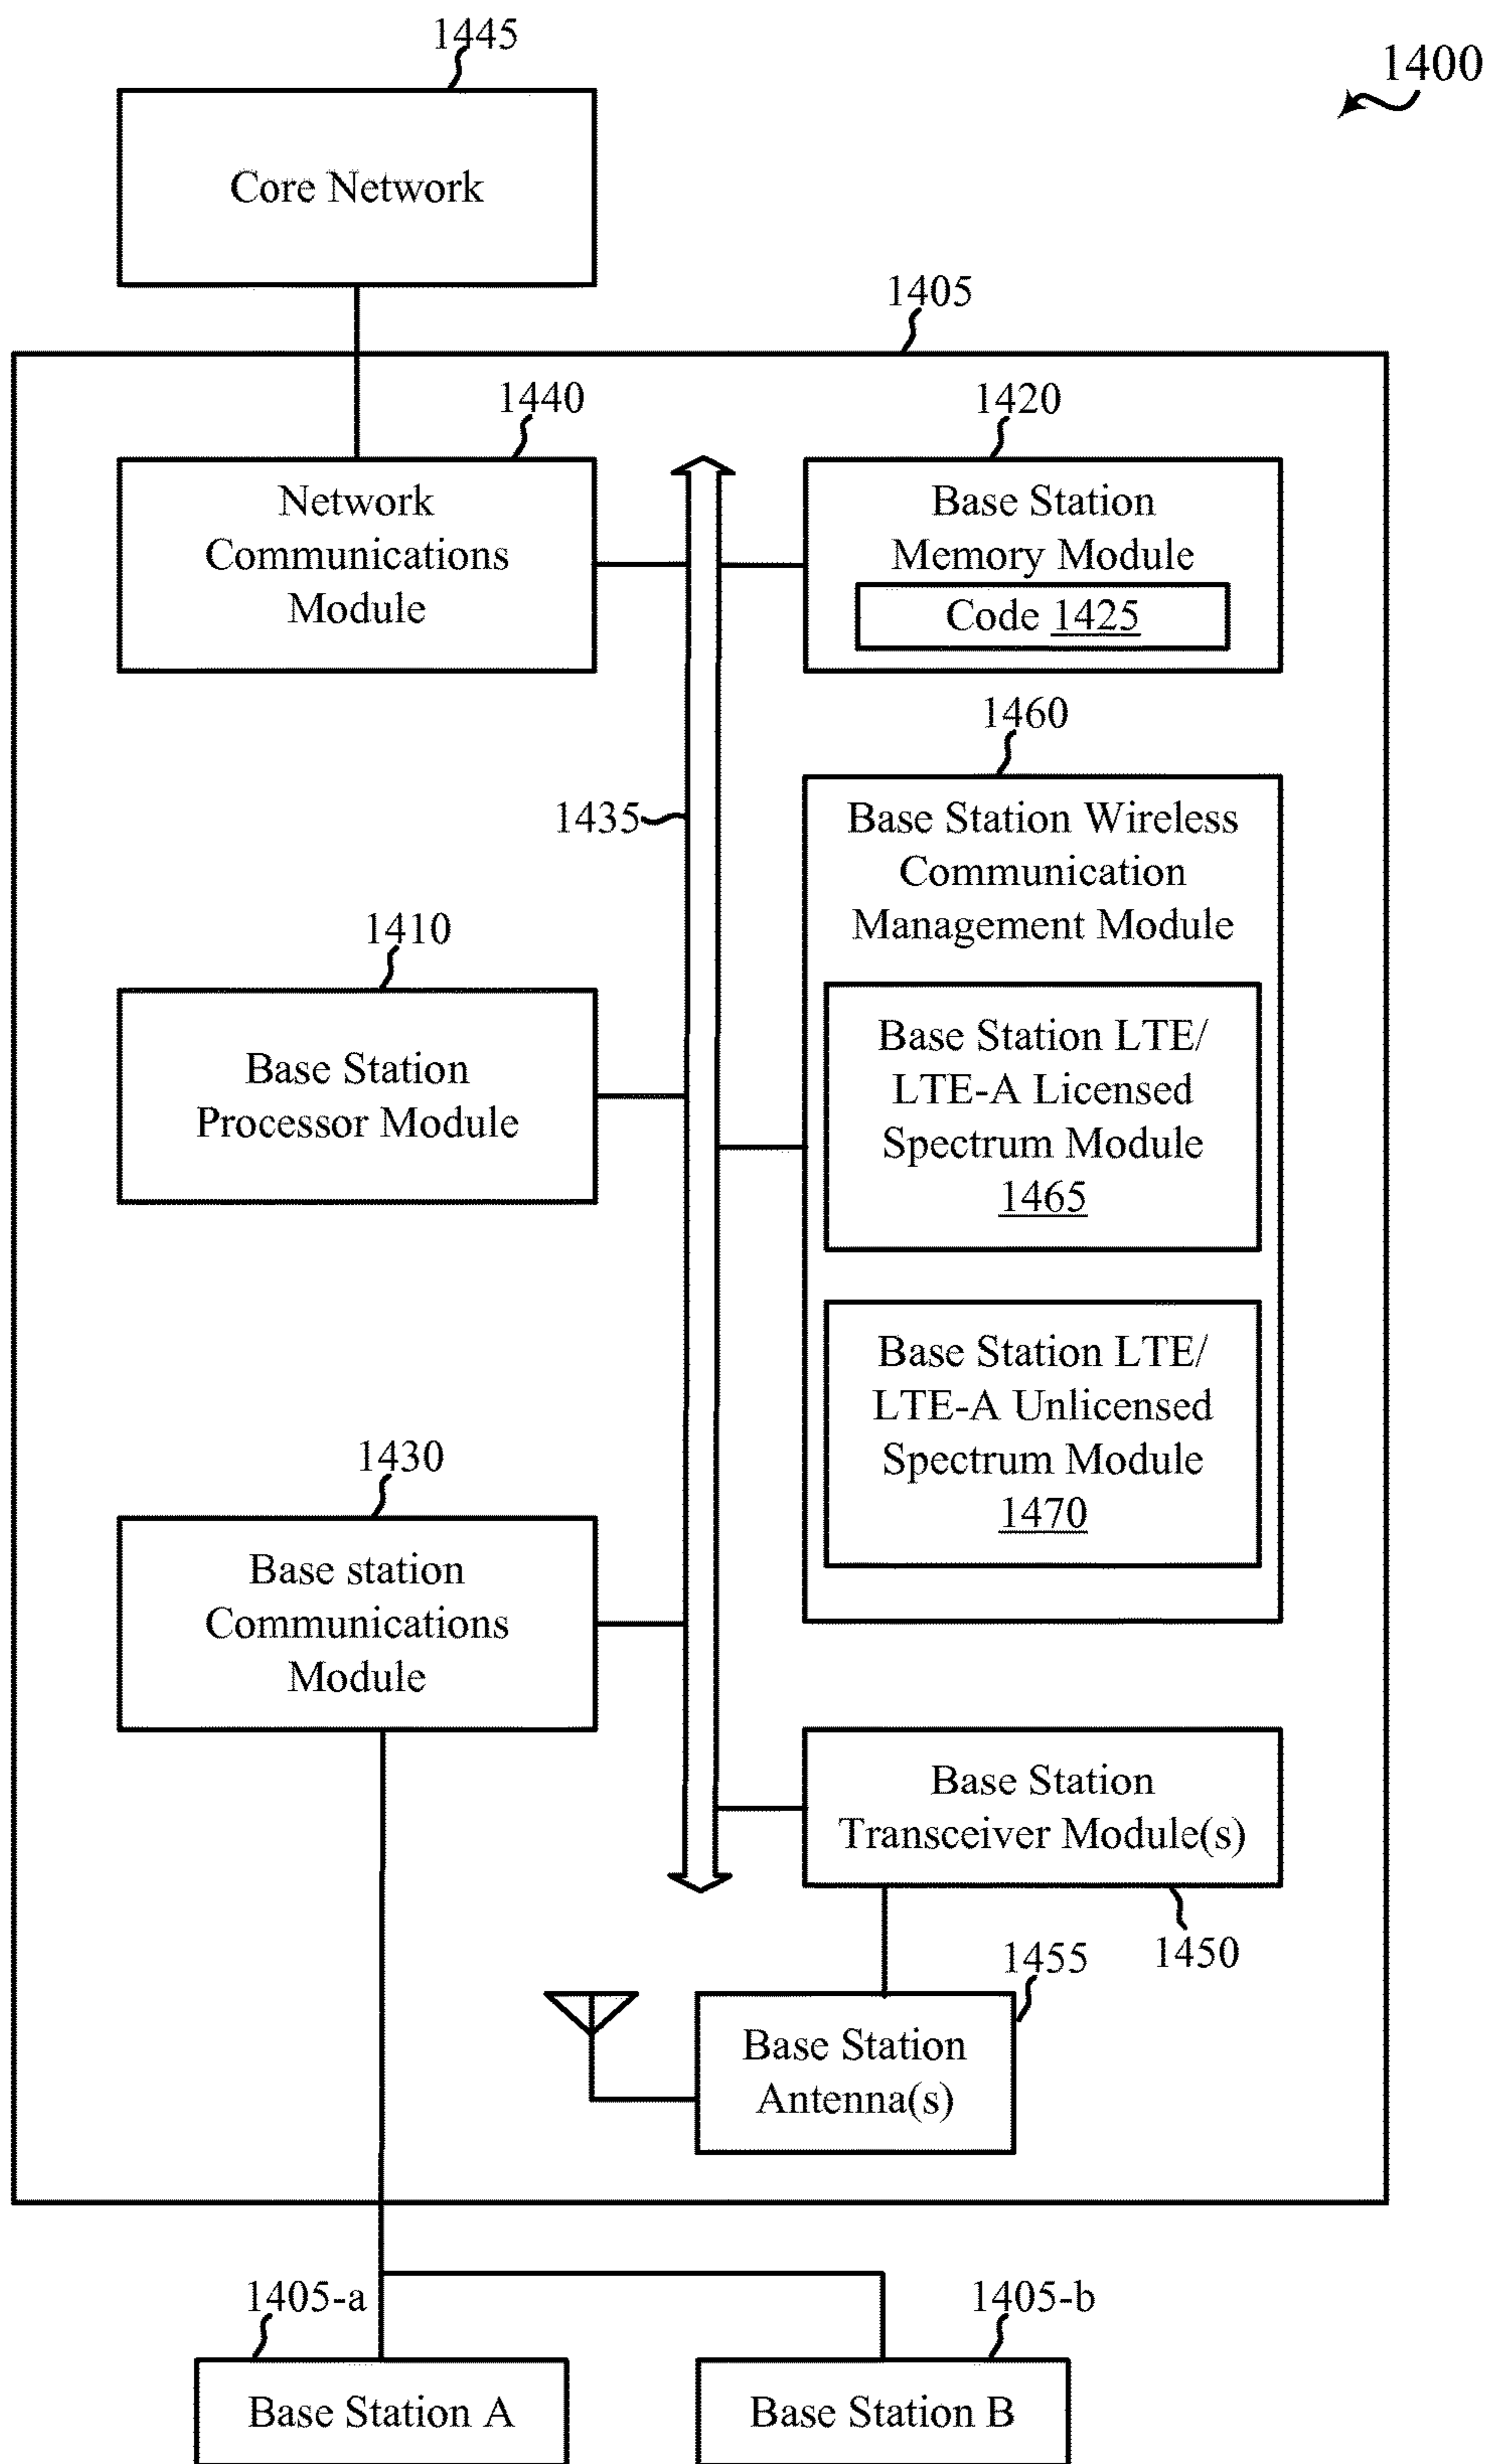 1445
1400
Core Network
1405
1440
1420
Network
Communications
Module
Base Station
Memory Module
Code 1425
1460
1435
Base Station Wireless
Communication
Management Module
1410
Base Station
Processor Module
Base Station LTE/
LTE-A Licensed
Spectrum Module
1465
Base Station LTE/
LTE-A Unlicensed
Spectrum Module
1470
1430
Base station
Communications
Module
Base Station
Transceiver Module(s)
1450
1455
Base Station
Antenna(s)
1405-a
1405-b
Base Station A
Base Station B